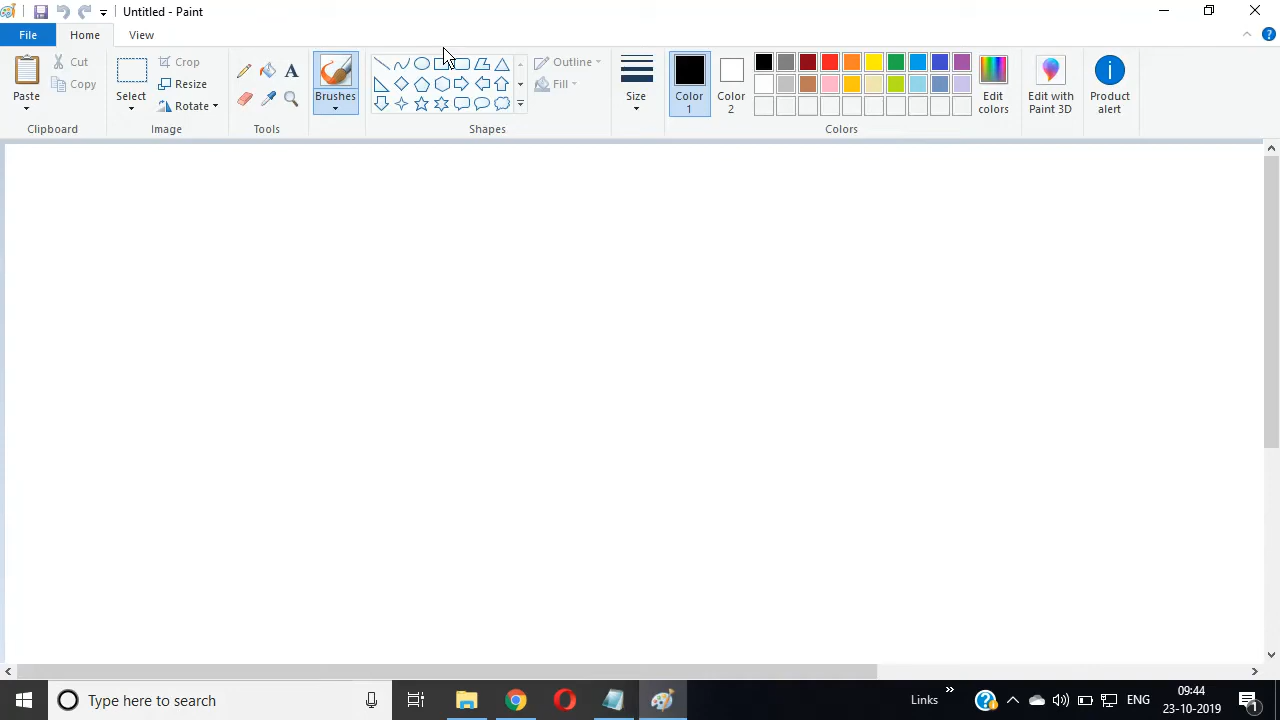 Untitled - Paint
File Home View
Paste
Cut
Copy
Clipboard
Select
Crop
Resize
Rotate
Image
A
Tools
Brushes
Shapes
Outline
Fill
Size
Color 1
Color 2
Edit colors
Colors
Edit with Paint 3D
Product alert
Type here to search
Links
ENG
09:44
23-10-2019
1